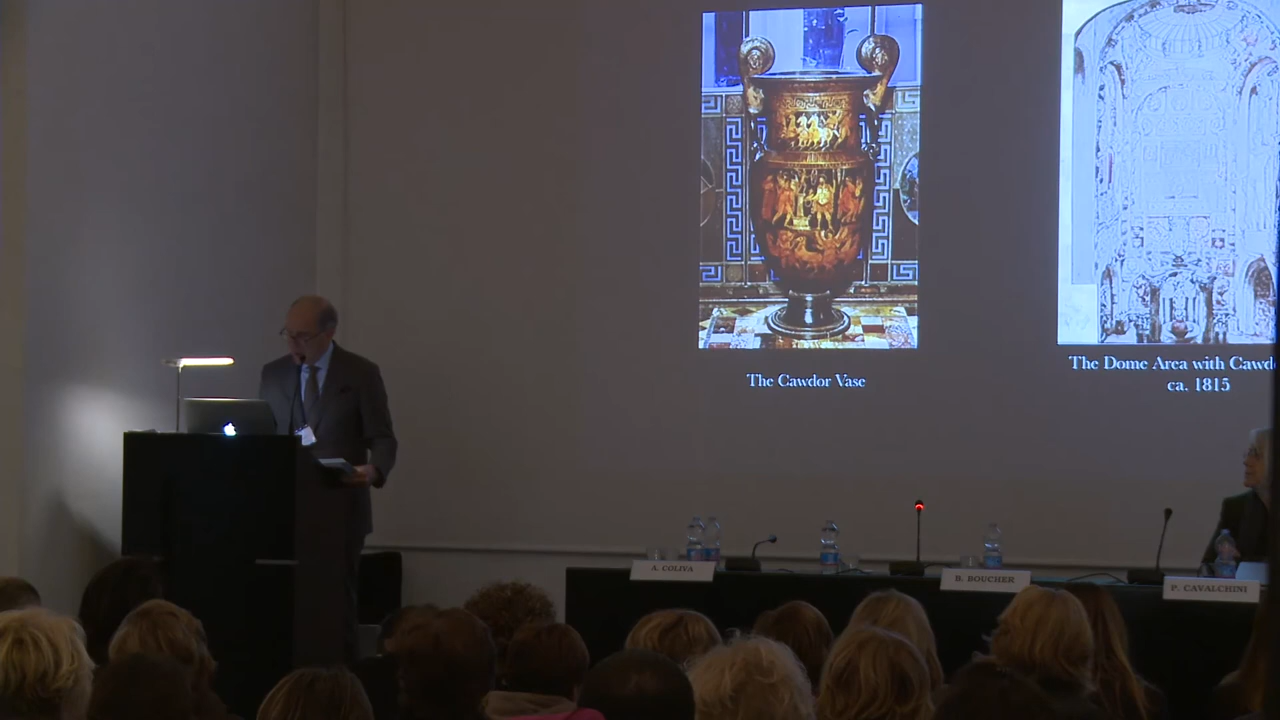 The Cawdor Vase
The Dome Area with Cawd
ca. 1815
A. COLIVA
B. BOUCHER
P. CAVALCHINI